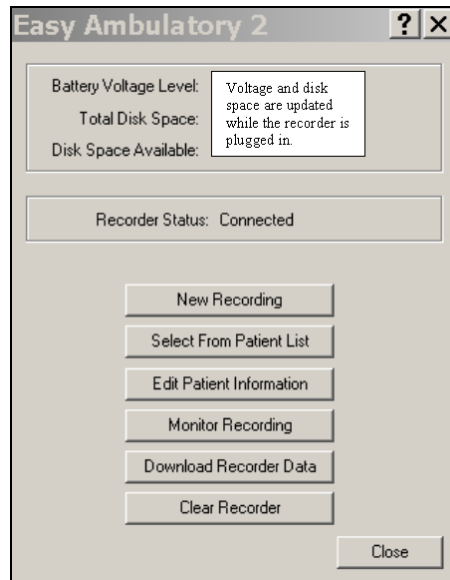 Easy Ambulatory 2
? ×
Battery Voltage Level:
Total Disk Space:
Disk Space Available:
Voltage and disk
space are updated
while the recorder is
plugged in.
Recorder Status: Connected
New Recording
Select From Patient List
Edit Patient Information
Monitor Recording
Download Recorder Data
Clear Recorder
Close